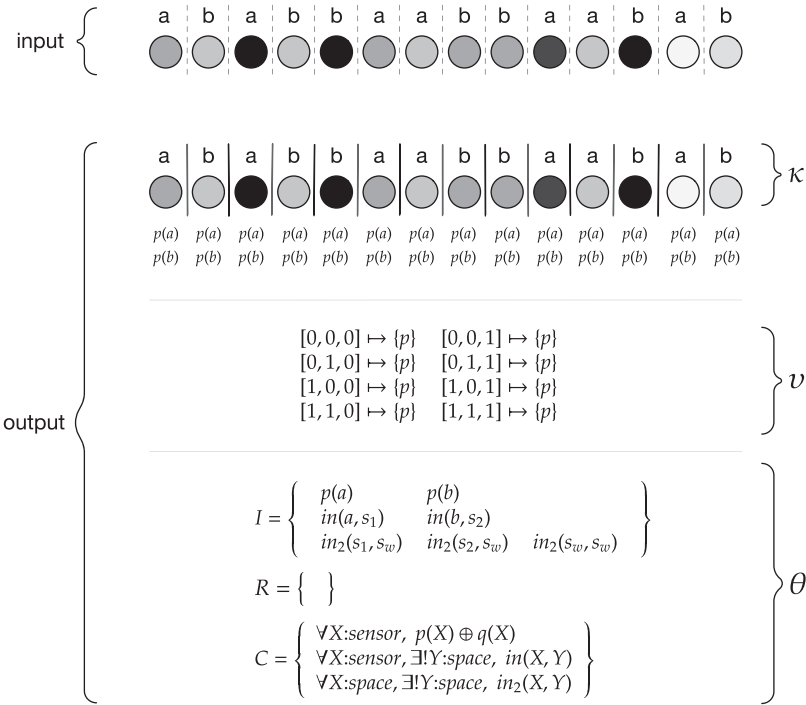 input
a b a b b a a b b a a b a b
output
a b a b b a a b b a a b a b
κ
p(a) p(a) p(a) p(a) p(a) p(a) p(a) p(a) p(a) p(a) p(a) p(a) p(a) p(a)
p(b) p(b) p(b) p(b) p(b) p(b) p(b) p(b) p(b) p(b) p(b) p(b) p(b) p(b)
[0, 0, 0] ↦ {p} [0, 0, 1] ↦ {p}
[0, 1, 0] ↦ {p} [0, 1, 1] ↦ {p}
[1, 0, 0] ↦ {p} [1, 0, 1] ↦ {p}
[1, 1, 0] ↦ {p} [1, 1, 1] ↦ {p}
υ
I = {
p(a) p(b)
in(a, s₁) in(b, s₂)
in₂(s₁, s_w) in₂(s₂, s_w) in₂(s_w, s_w)
}
R = { }
C = {
∀X:sensor, p(X) ⊕ q(X)
∀X:sensor, ∃!Y:space, in(X, Y)
∀X:space, ∃!Y:space, in₂(X, Y)
}
θ